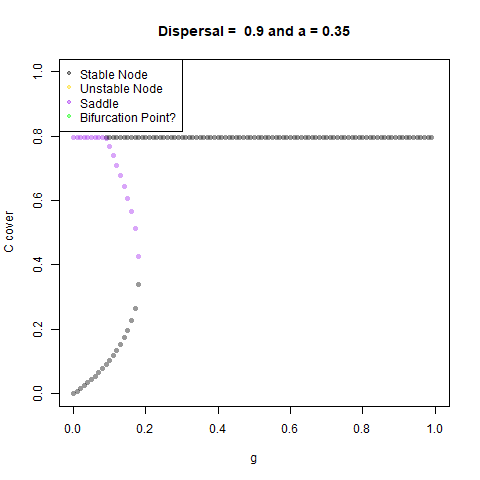 Dispersal =  0.9 and a = 0.35
Stable Node
Unstable Node
Saddle
Bifurcation Point?
C cover
1.0
0.8
0.6
0.4
0.2
0.0
0.0 0.2 0.4 0.6 0.8 1.0
g